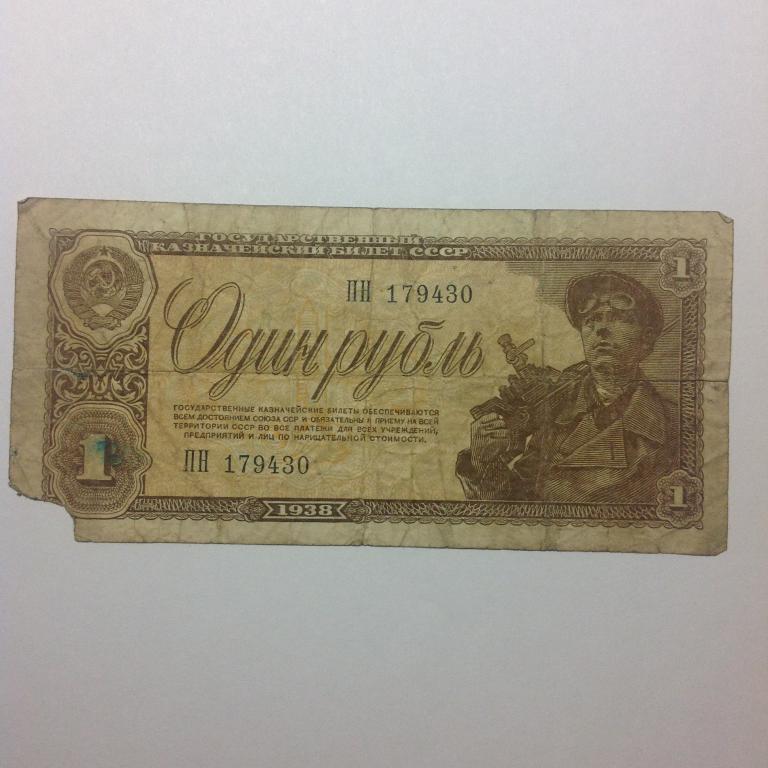 ГОСУДАРСТВЕННЫЙ
КАЗНАЧЕЙСКИЙ БИЛЕТ СССР
1
ПН 179430
Один рубль
ГОСУДАРСТВЕННЫЕ КАЗНАЧЕЙСКИЕ БИЛЕТЫ ОБЕСПЕЧИВАЮТСЯ
ВСЕМ ДОСТОЯНИЕМ СОЮЗА ССР И ОБЯЗАТЕЛЬНЫ К ПРИЕМУ НА ВСЕЙ
ТЕРРИТОРИИ СССР ВО ВСЕ ПЛАТЕЖИ ДЛЯ ВСЕХ УЧРЕЖДЕНИЙ,
ПРЕДПРИЯТИЙ И ЛИЦ ПО НАРИЦАТЕЛЬНОЙ СТОИМОСТИ.
1
ПН 179430
1
1938